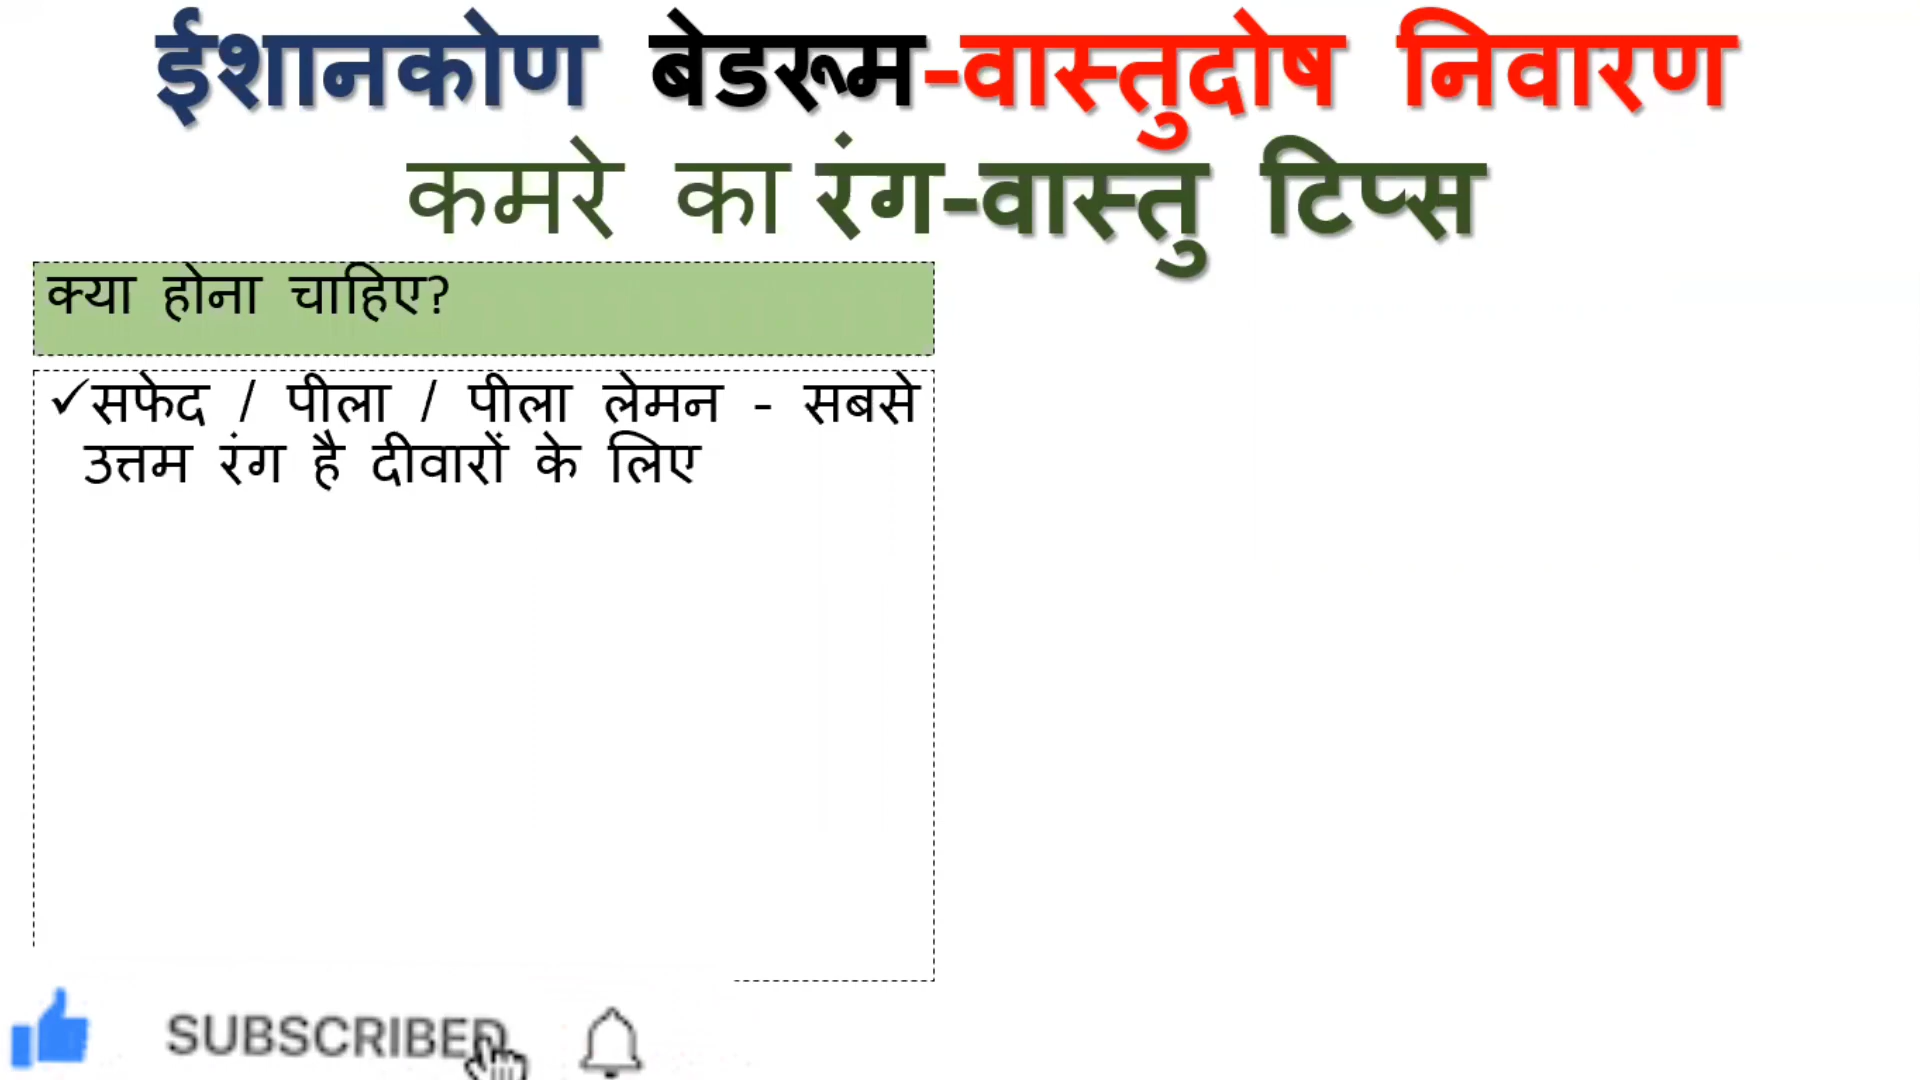 ईशानकोण बेडरूम-वास्तुदोष निवारण
कमरे का रंग-वास्तु टिप्स
क्या होना चाहिए?
✓सफेद / पीला / पीला लेमन - सबसे
उत्तम रंग है दीवारों के लिए
SUBSCRIBED